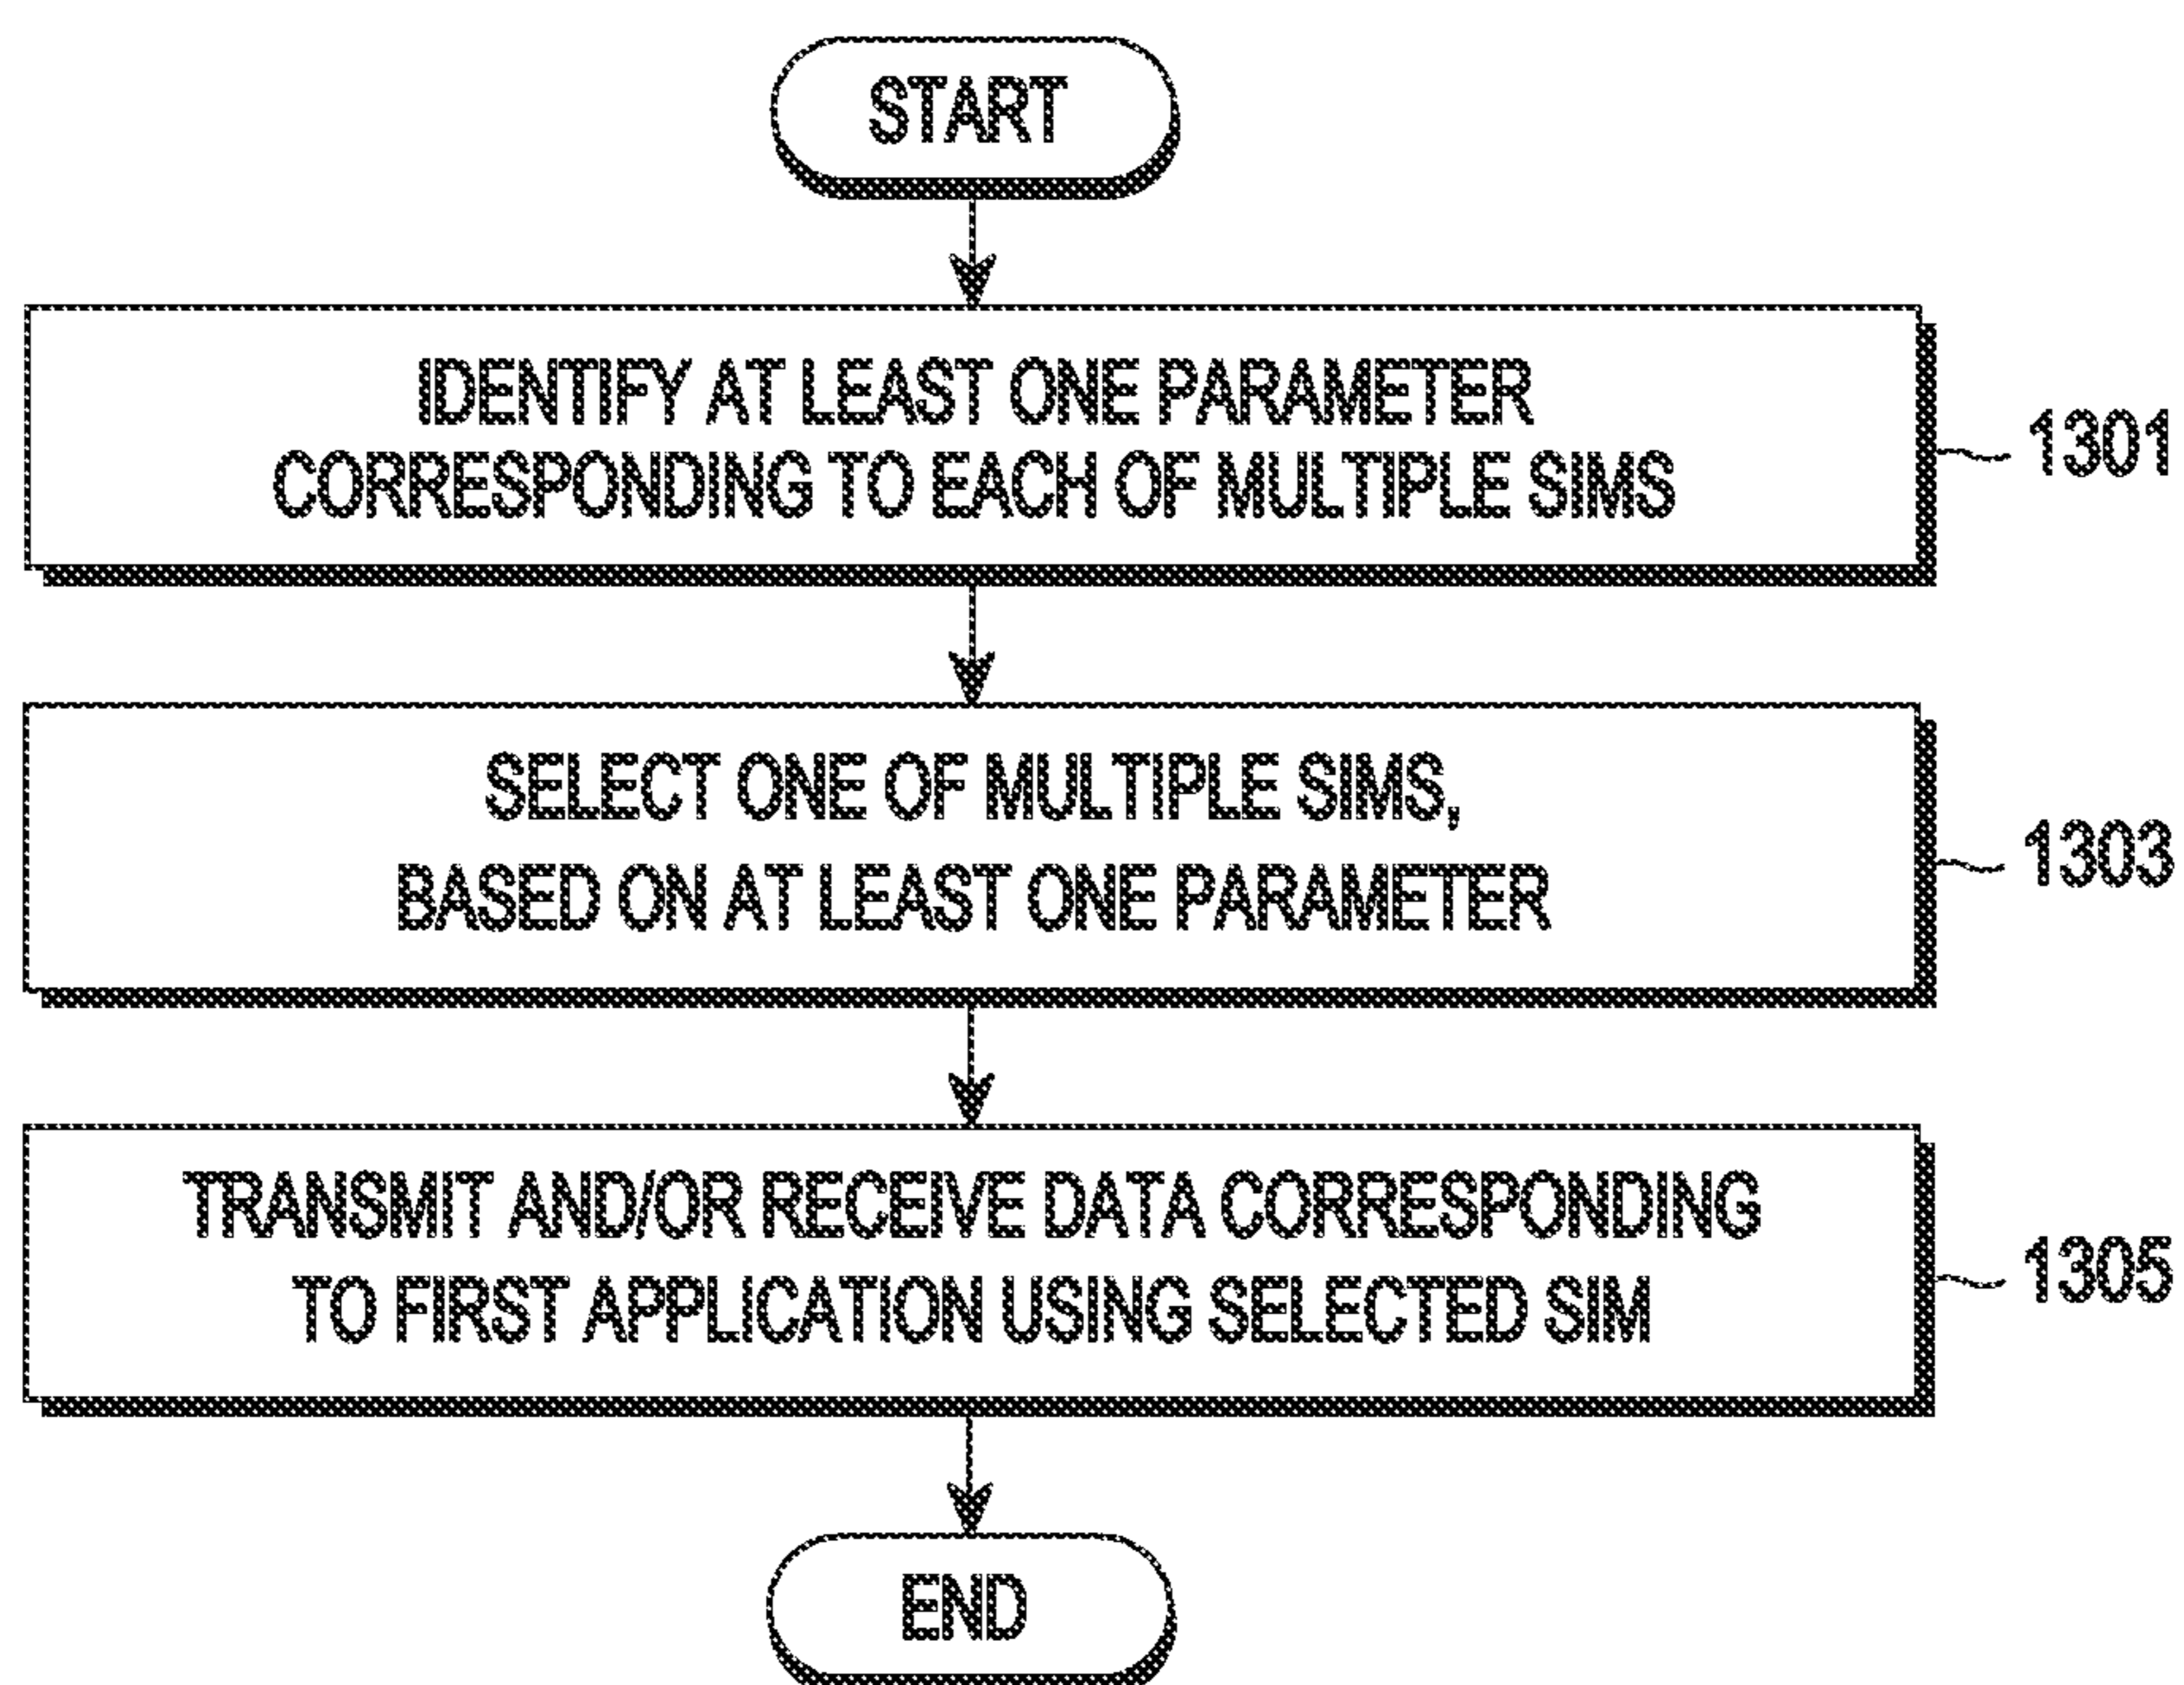 START
IDENTIFY AT LEAST ONE PARAMETER
CORRESPONDING TO EACH OF MULTIPLE SIMS
1301
SELECT ONE OF MULTIPLE SIMS,
BASED ON AT LEAST ONE PARAMETER
1303
TRANSMIT AND/OR RECEIVE DATA CORRESPONDING
TO FIRST APPLICATION USING SELECTED SIM
1305
END